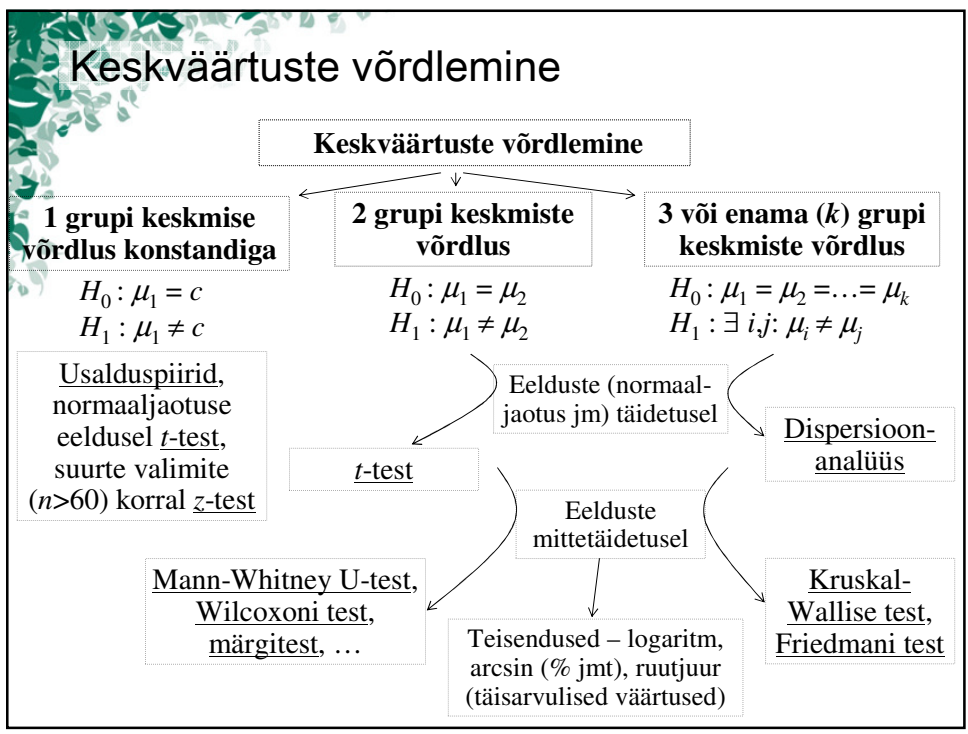 Keskväärtuste võrdlemine
Keskväärtuste võrdlemine
1 grupi keskmise
võrdlus konstandiga
H₀ : μ₁ = c
H₁ : μ₁ ≠ c
Usalduspiirid,
normaaljaotuse
eeldusel t-test,
suurte valimite
(n>60) korral z-test
2 grupi keskmiste
võrdlus
H₀ : μ₁ = μ₂
H₁ : μ₁ ≠ μ₂
3 või enama (k) grupi
keskmiste võrdlus
H₀ : μ₁ = μ₂ =…= μₖ
H₁ : ∃ i,j: μᵢ ≠ μⱼ
Eelduste (normaal-
jaotus jm) täidetusel
t-test
Dispersioon-
analüüs
Eelduste
mittetäidetusel
Mann-Whitney U-test,
Wilcoxoni test,
märgitest, …
Teisendused – logaritm,
arcsin (% jmt), ruutjuur
(täisarvulised väärtused)
Kruskal-
Wallise test,
Friedmani test